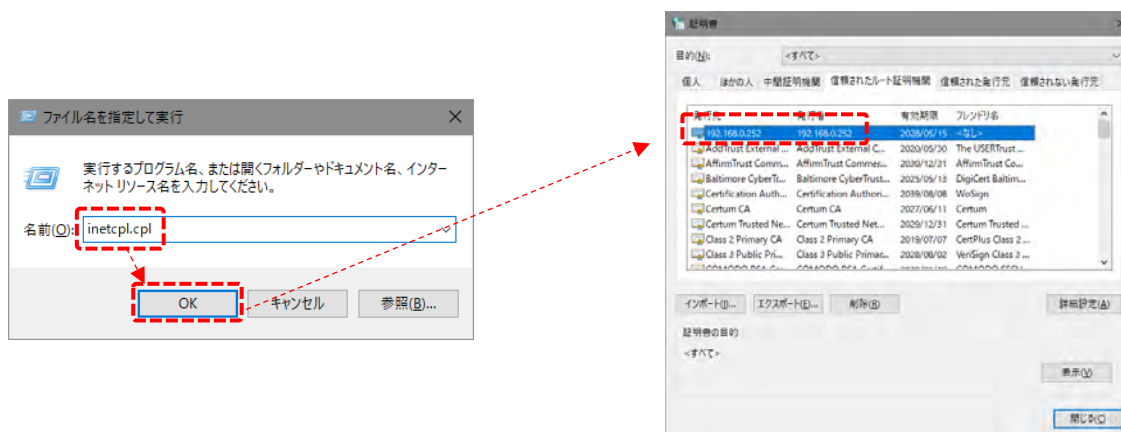 ファイル名を指定して実行
実行するプログラム名、または開くフォルダーやドキュメント名、インター
ネット リソース名を入力してください。
名前(O): inetcpl.cpl
OK キャンセル 参照(B)...
証明書
目的(N): <すべて>
個人 ほかの人 中間証明機関 信頼されたルート証明機関 信頼された発行元 信頼されない発行元
発行先 発行者 有効期限 フレンドリ名
192.168.0.252 192.168.0.252 2028/05/15 <なし>
AddTrust External ... AddTrust External C... 2020/05/30 The USERTrust ...
AffirmTrust Comm... AffirmTrust Commer... 2030/12/31 AffirmTrust Co...
Baltimore CyberTr... Baltimore CyberTrust... 2025/05/13 DigiCert Baltim...
Certification Auth... Certification Authori... 2039/08/08 WoSign
Certum CA Certum CA 2027/06/11 Certum
Certum Trusted Ne... Certum Trusted Net... 2029/12/31 Certum Trusted ...
Class 2 Primary CA Class 2 Primary CA 2019/07/07 CertPlus Class 2 ...
Class 3 Public Pri... Class 3 Public Primar... 2028/08/02 VeriSign Class 3 ...
インポート(I)... エクスポート(E)... 削除(R) 詳細設定(A)
証明書の目的
<すべて>
表示(V)
閉じる(C)